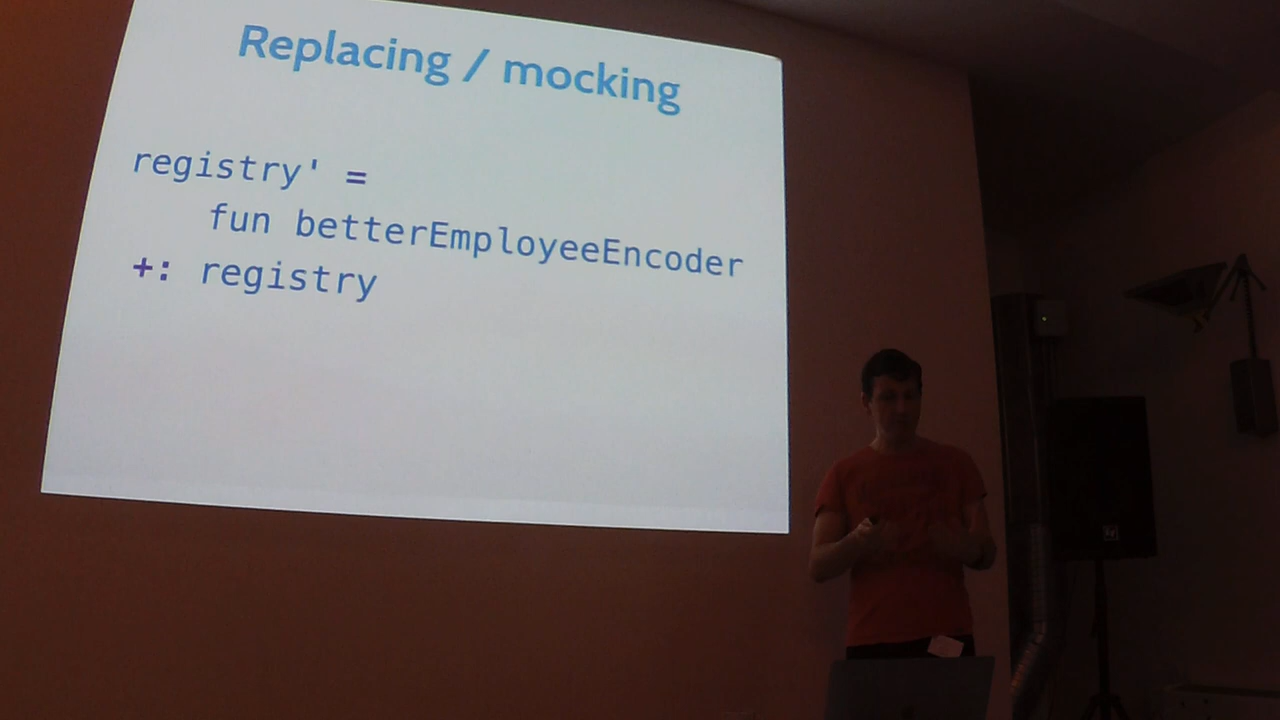 Replacing / mocking
registry' =
fun betterEmployeeEncoder
+: registry